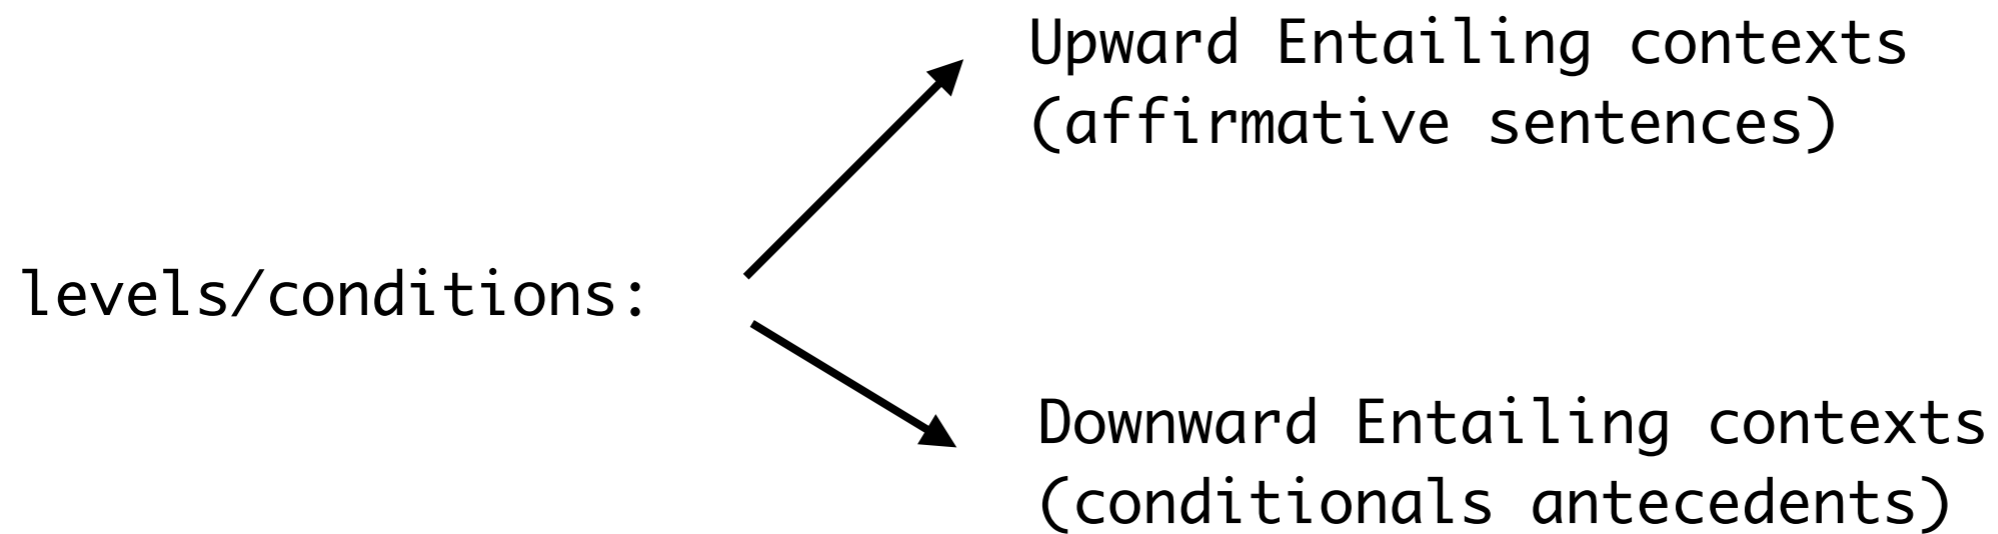 Upward Entailing contexts
(affirmative sentences)
levels/conditions:
Downward Entailing contexts
(conditionals antecedents)